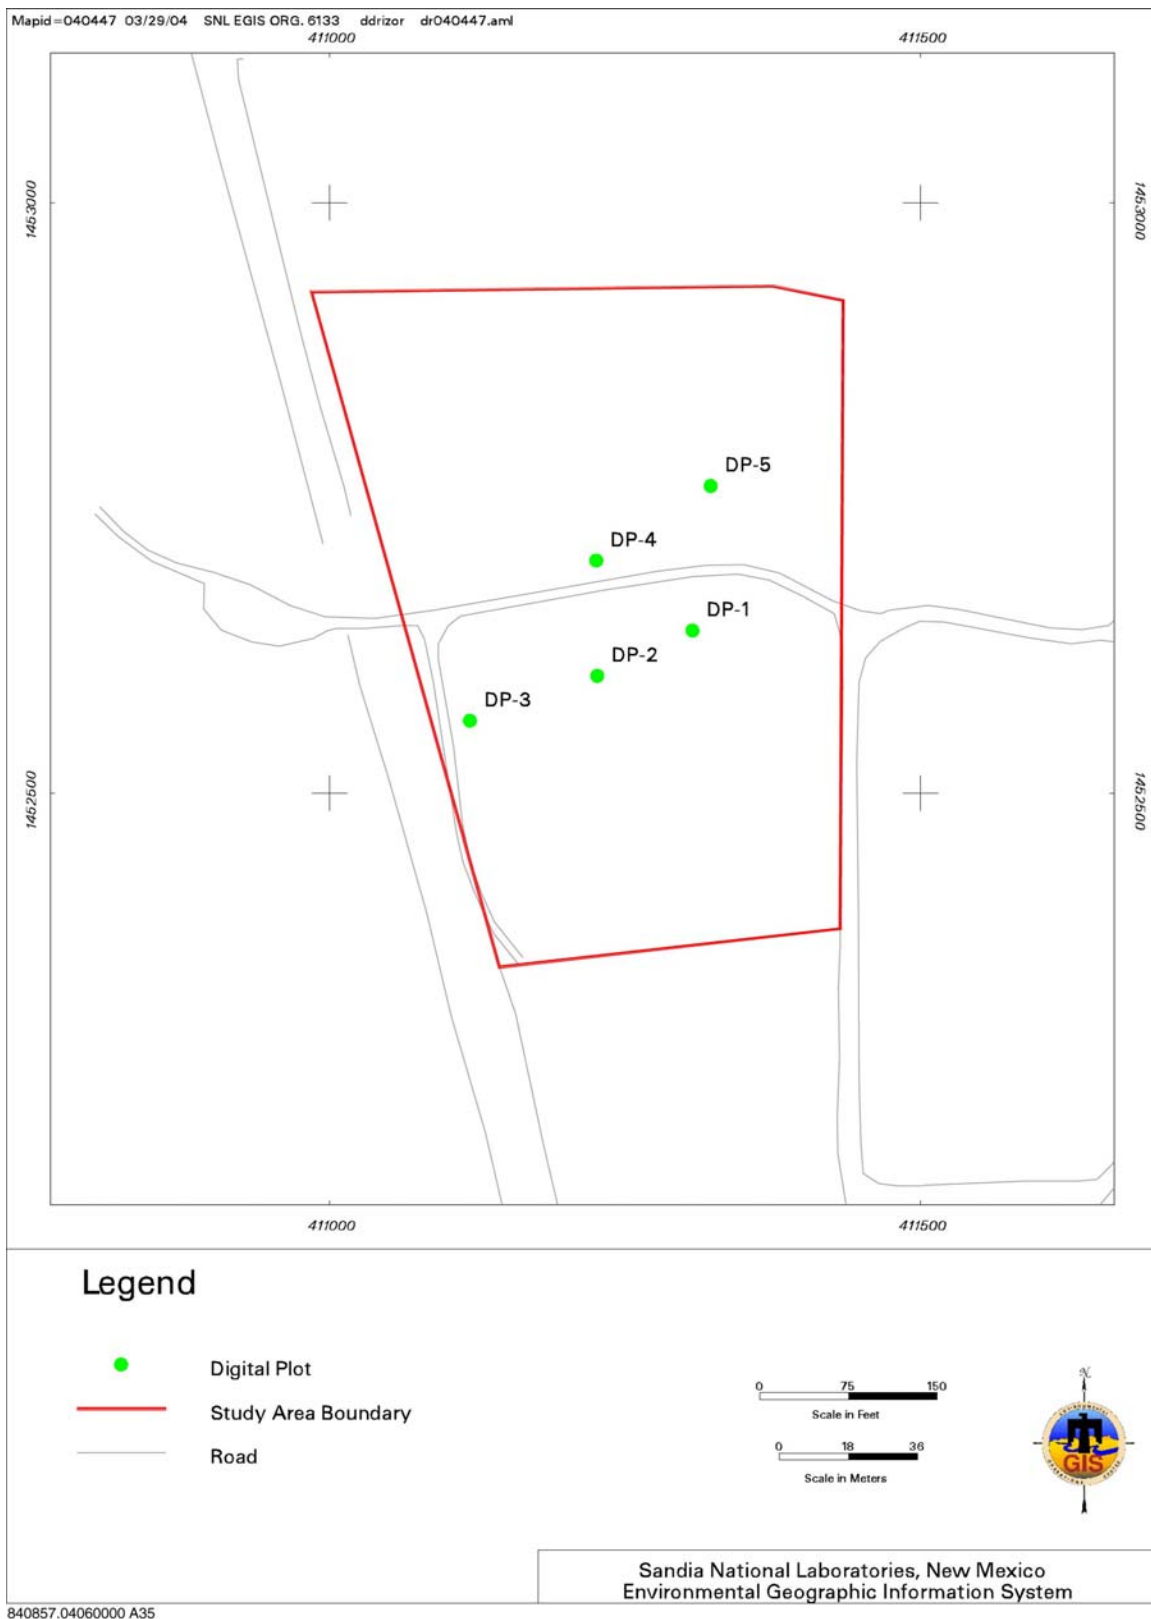 Mapid=040447 03/29/04 SNL EGIS ORG. 6133 ddrizor dr040447.aml
411000 411500
1453000 1453000
DP-5
DP-4
DP-1
DP-2
DP-3
1452500 1452500
411000 411500
Legend
Digital Plot
Study Area Boundary
Road
0 75 150
Scale in Feet
0 18 36
Scale in Meters
N
GIS
Sandia National Laboratories, New Mexico
Environmental Geographic Information System
840857.04060000 A35